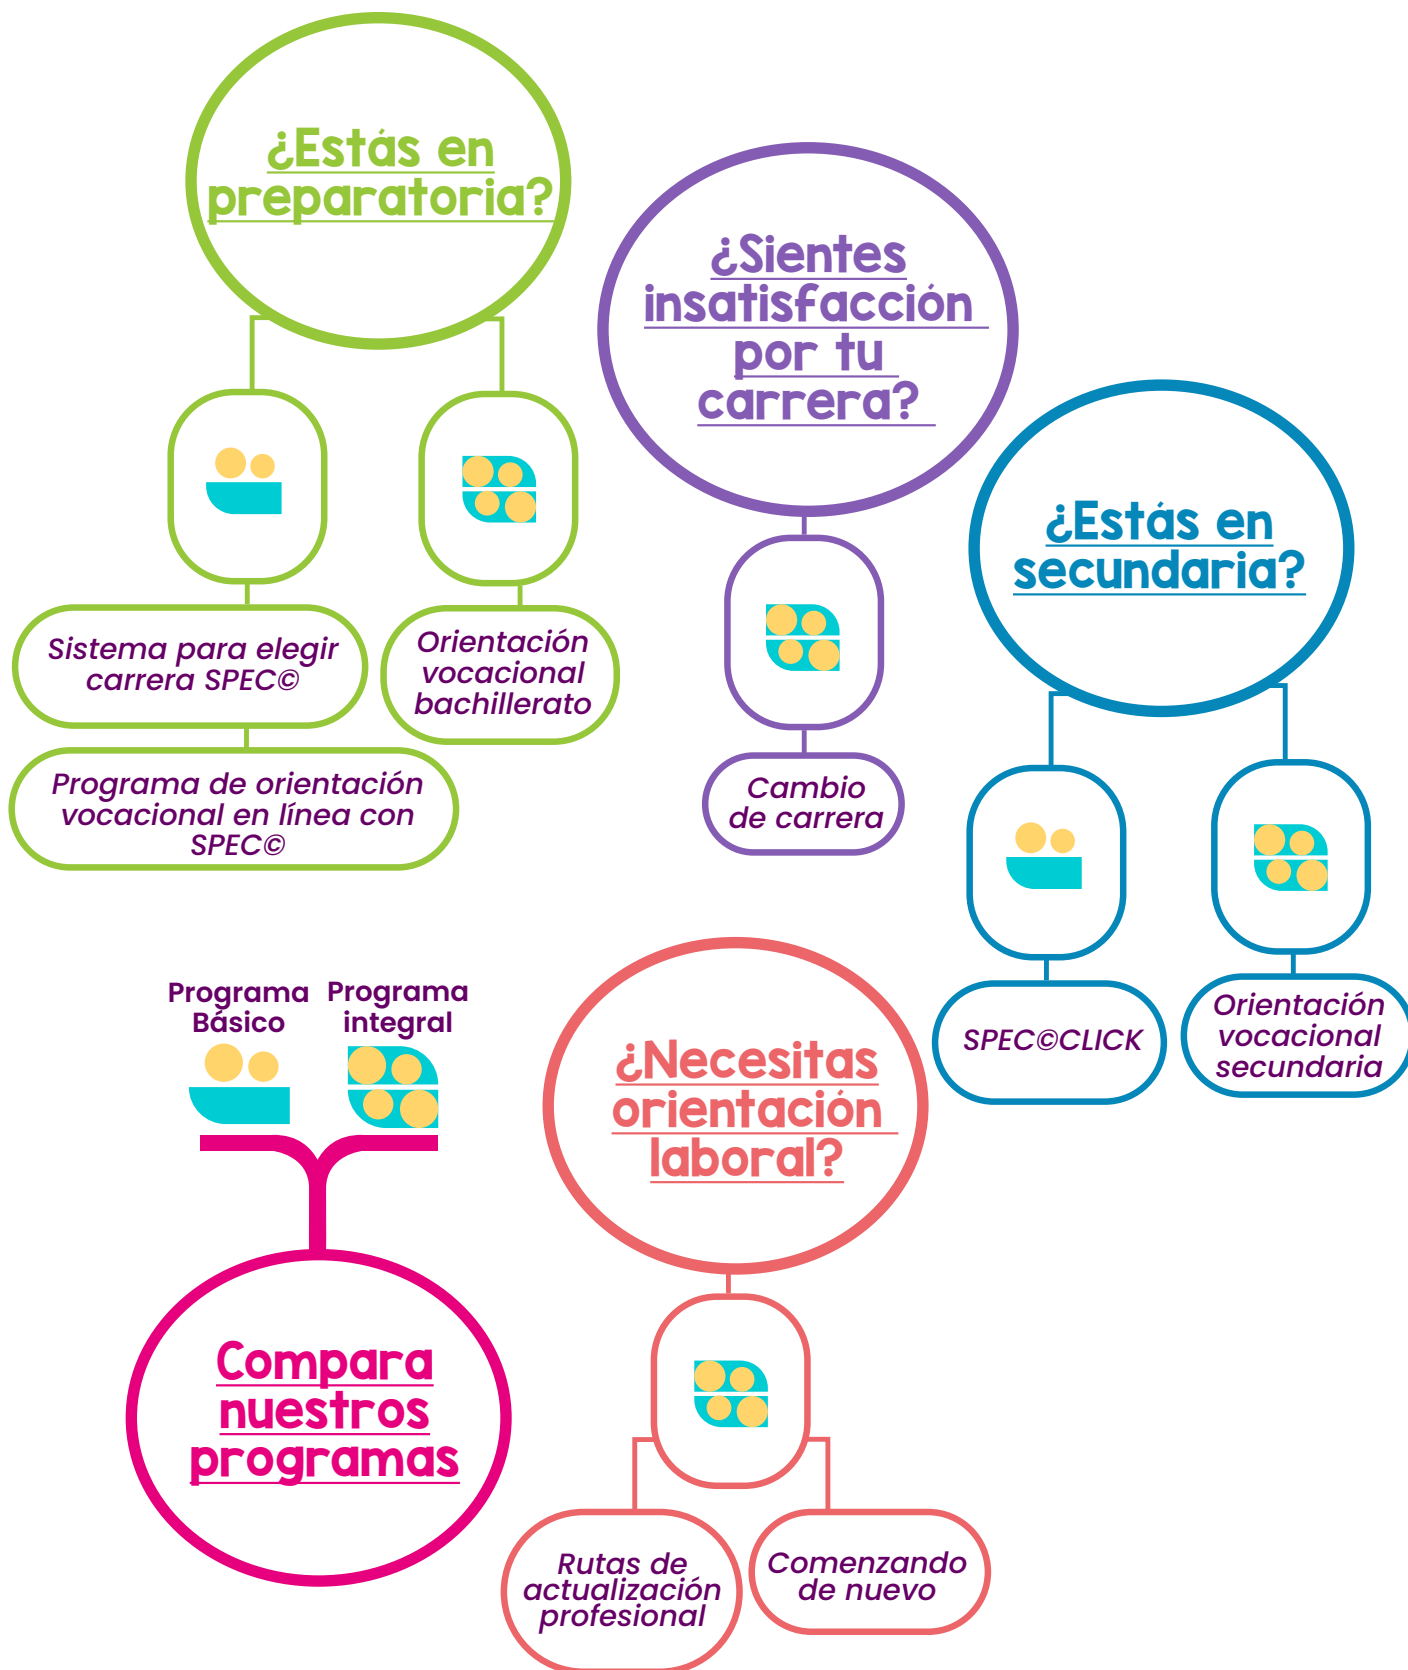 ¿Estás en
preparatoria?
Sistema para elegir
carrera SPEC©
Programa de orientación
vocacional en línea con
SPEC©
Orientación
vocacional
bachillerato
¿Sientes
insatisfacción
por tu
carrera?
Cambio
de carrera
¿Estás en
secundaria?
SPEC©CLICK
Orientación
vocacional
secundaria
Programa
Básico
Programa
integral
Compara
nuestros
programas
¿Necesitas
orientación
laboral?
Rutas de
actualización
profesional
Comenzando
de nuevo